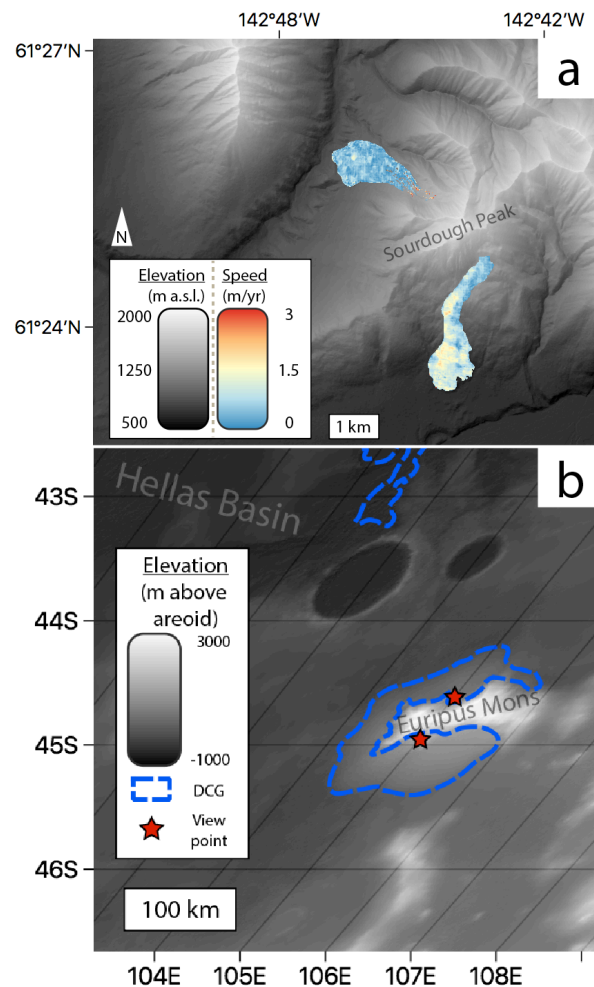 142°48'W 142°42'W
61°27'N
a
N
Sourdough Peak
Elevation Speed
(m a.s.l.) (m/yr)
2000 3
61°24'N
1250 1.5
500 0
1 km
b
43S
Hellas Basin
Elevation
(m above
areoid)
3000
44S
Euripus Mons
45S
-1000
DCG
View
point
46S
100 km
104E 105E 106E 107E 108E